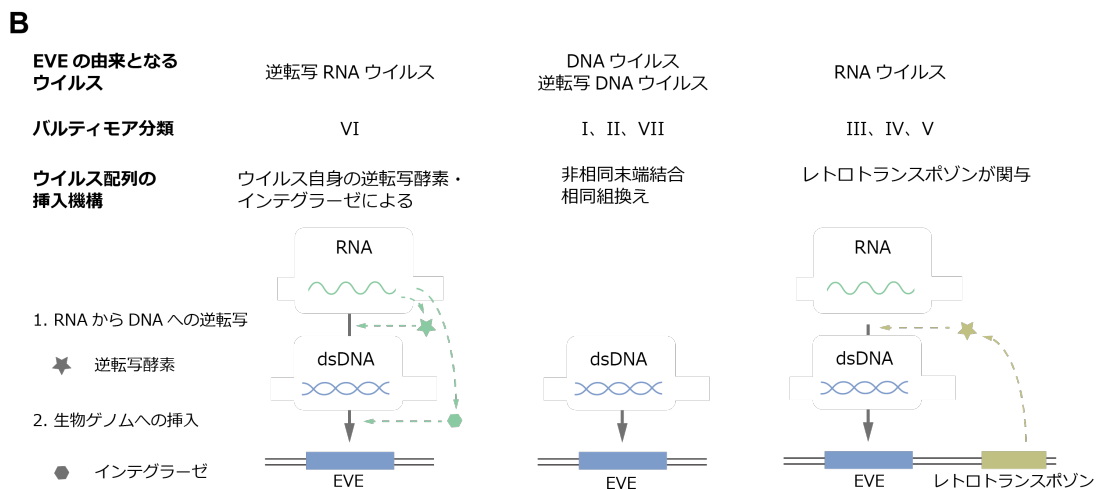 B
EVE の由来となる
ウイルス
逆転写 RNA ウイルス
DNA ウイルス
逆転写 DNA ウイルス
RNA ウイルス
バルティモア分類
VI
I、II、VII
III、IV、V
ウイルス配列の
挿入機構
ウイルス自身の逆転写酵素・
インテグラーゼによる
非相同末端結合
相同組換え
レトロトランスポゾンが関与
RNA
RNA
1. RNA から DNA への逆転写
逆転写酵素
dsDNA
dsDNA
dsDNA
2. 生物ゲノムへの挿入
インテグラーゼ
EVE
EVE
EVE
レトロトランスポゾン